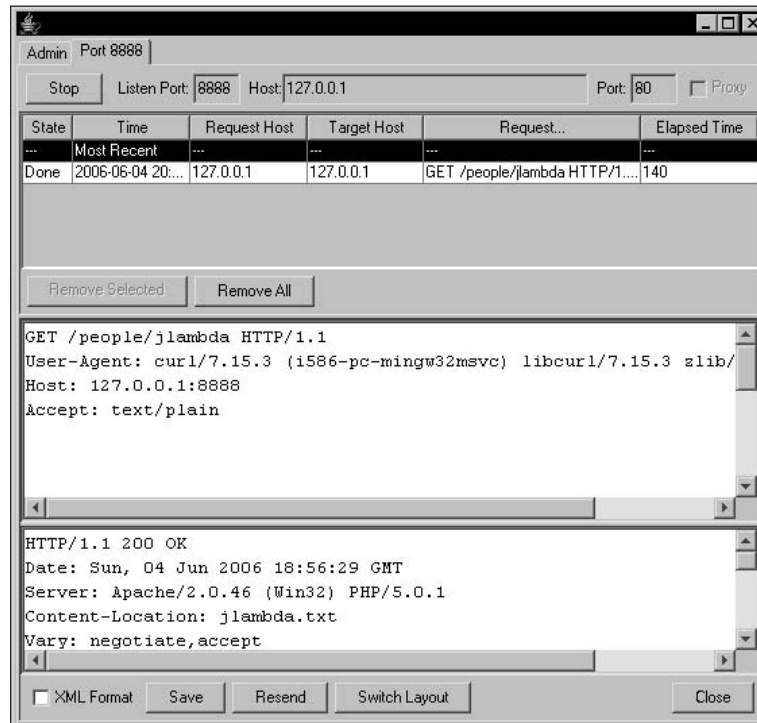 Admin Port 8888
Stop Listen Port: 8888 Host: 127.0.0.1 Port: 80 Proxy
State Time Request Host Target Host Request... Elapsed Time
--- Most Recent --- --- --- ---
Done 2006-06-04 20:... 127.0.0.1 127.0.0.1 GET /people/jlambda HTTP/1.... 140
Remove Selected Remove All
GET /people/jlambda HTTP/1.1
User-Agent: curl/7.15.3 (i586-pc-mingw32msvc) libcurl/7.15.3 zlib/
Host: 127.0.0.1:8888
Accept: text/plain
HTTP/1.1 200 OK
Date: Sun, 04 Jun 2006 18:56:29 GMT
Server: Apache/2.0.46 (Win32) PHP/5.0.1
Content-Location: jlambda.txt
Vary: negotiate,accept
XML Format Save Resend Switch Layout Close